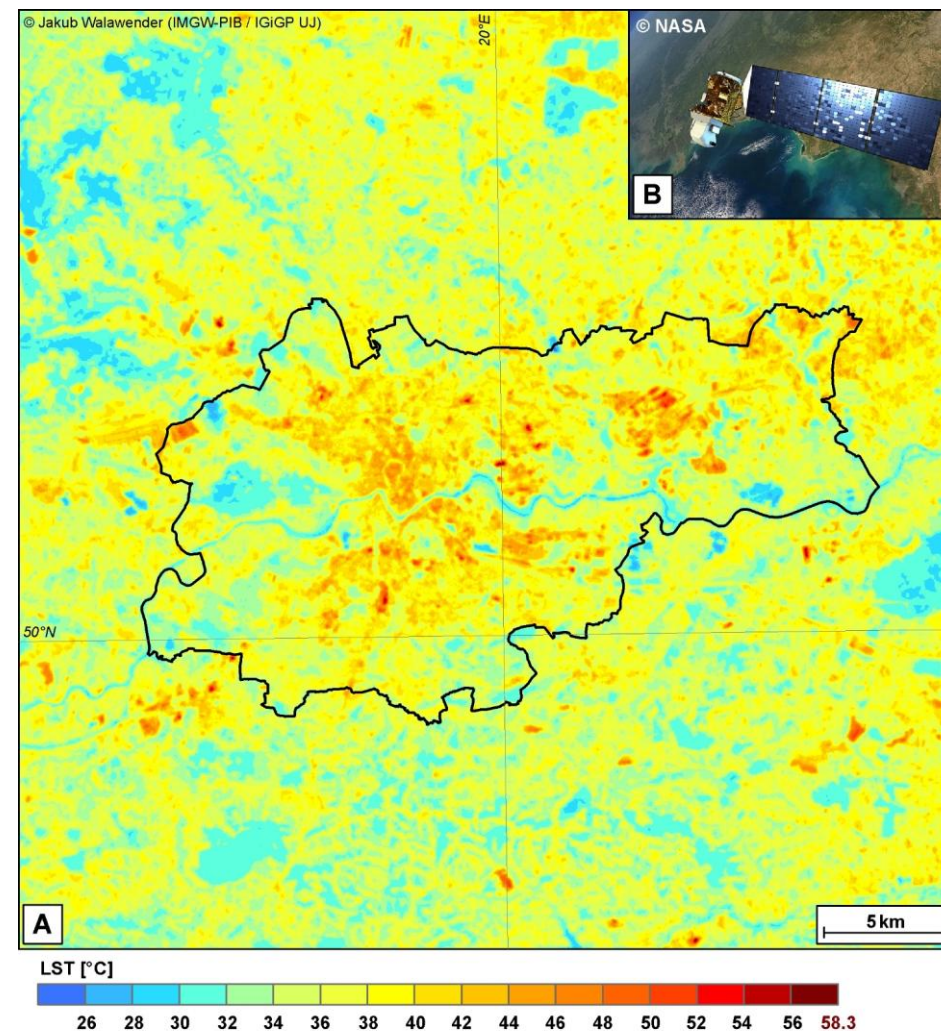 © Jakub Walawender (IMGW-PIB / IGiGP UJ)
20°E
© NASA
B
50°N
A
5 km
LST [°C]
26 28 30 32 34 36 38 40 42 44 46 48 50 52 54 56 58.3